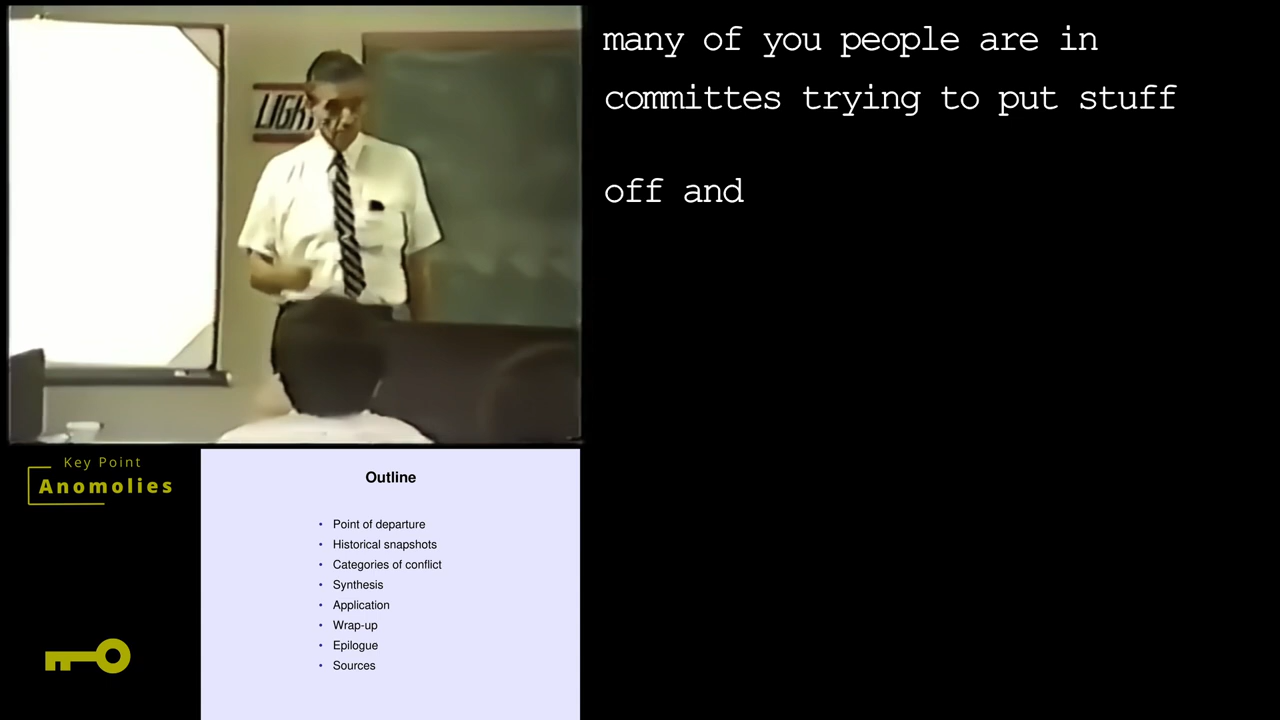 many of you people are in
committes trying to put stuff
off and
LIGH
Key Point
Anomolies
Outline
• Point of departure
• Historical snapshots
• Categories of conflict
• Synthesis
• Application
• Wrap-up
• Epilogue
• Sources